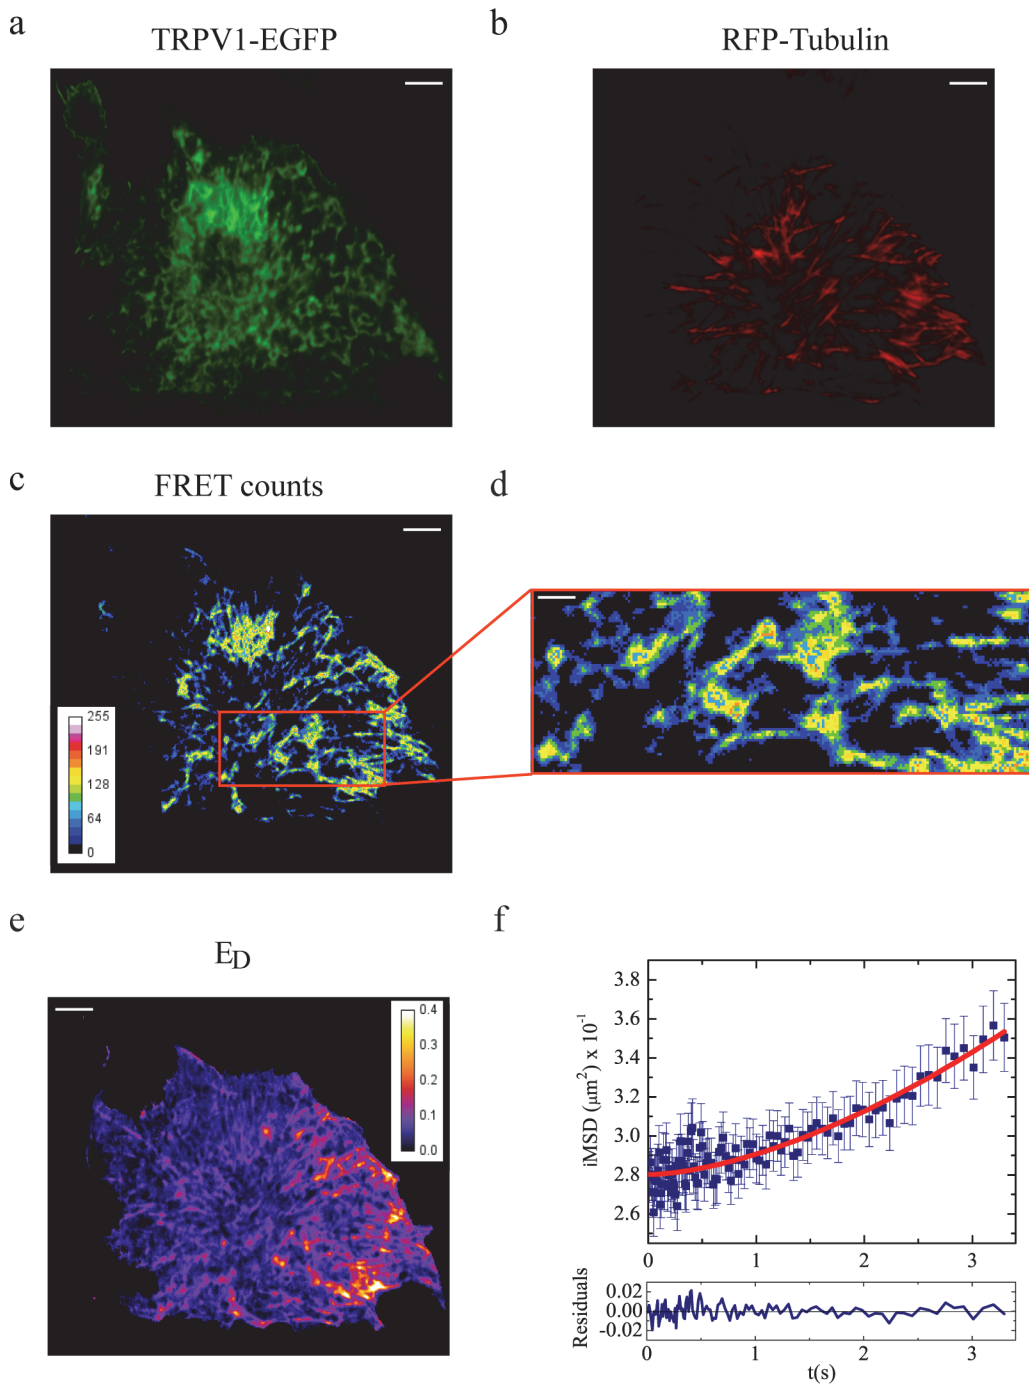 a
TRPV1-EGFP
b
RFP-Tubulin
c
FRET counts
d
255
191
128
64
0
e
E_D
0.4
0.3
0.2
0.1
0.0
f
3.8
3.6
3.4
3.2
3.0
2.8
2.6
iMSD (µm²) x 10⁻¹
0 1 2 3
Residuals
0.02
0.00
-0.02
0 1 2 3
t(s)